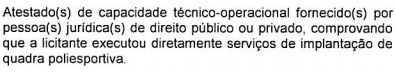 Atestado(s) de capacidade técnico-operacional fornecido(s) por
pessoa(s) jurídica(s) de direito público ou privado, comprovando
que a licitante executou diretamente serviços de implantação de
quadra poliesportiva.